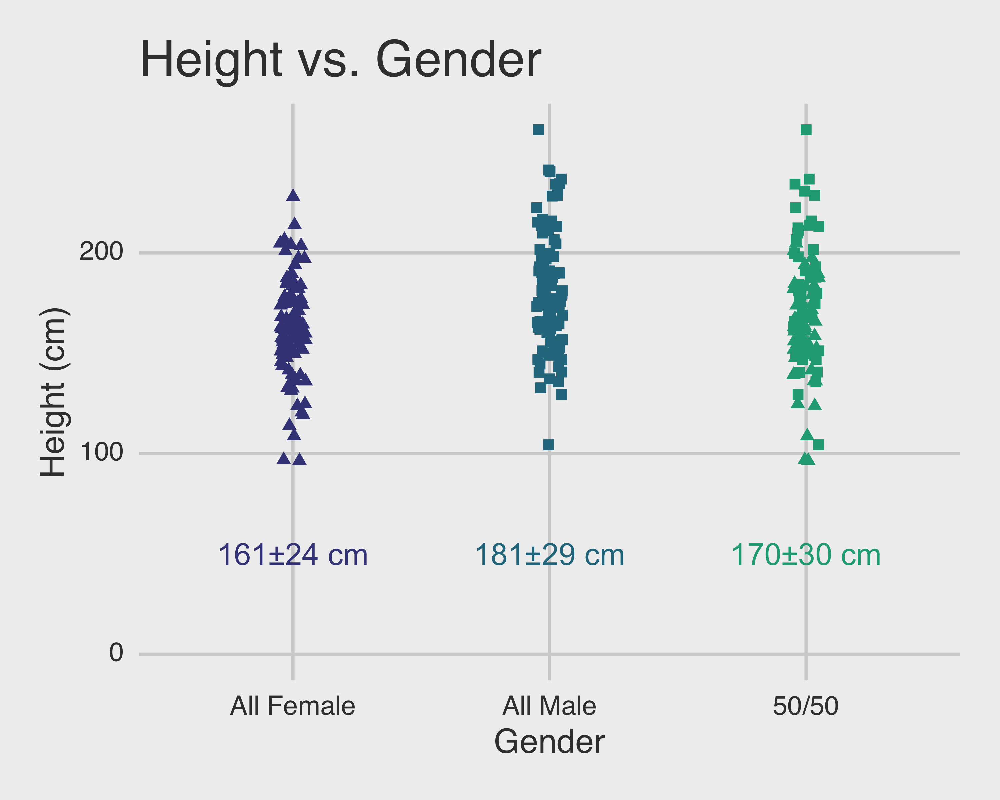 Height vs. Gender
Height (cm)
200
100
0
161±24 cm
181±29 cm
170±30 cm
All Female
All Male
50/50
Gender